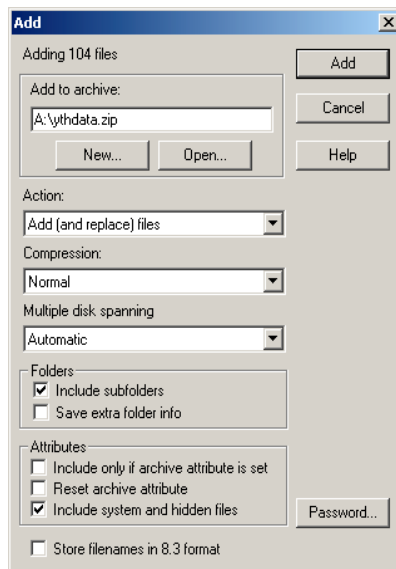 Add
Adding 104 files
Add
Add to archive:
A:\ythdata.zip
Cancel
New...
Open...
Help
Action:
Add (and replace) files
Compression:
Normal
Multiple disk spanning
Automatic
Folders
Include subfolders
Save extra folder info
Attributes
Include only if archive attribute is set
Reset archive attribute
Include system and hidden files
Password...
Store filenames in 8.3 format